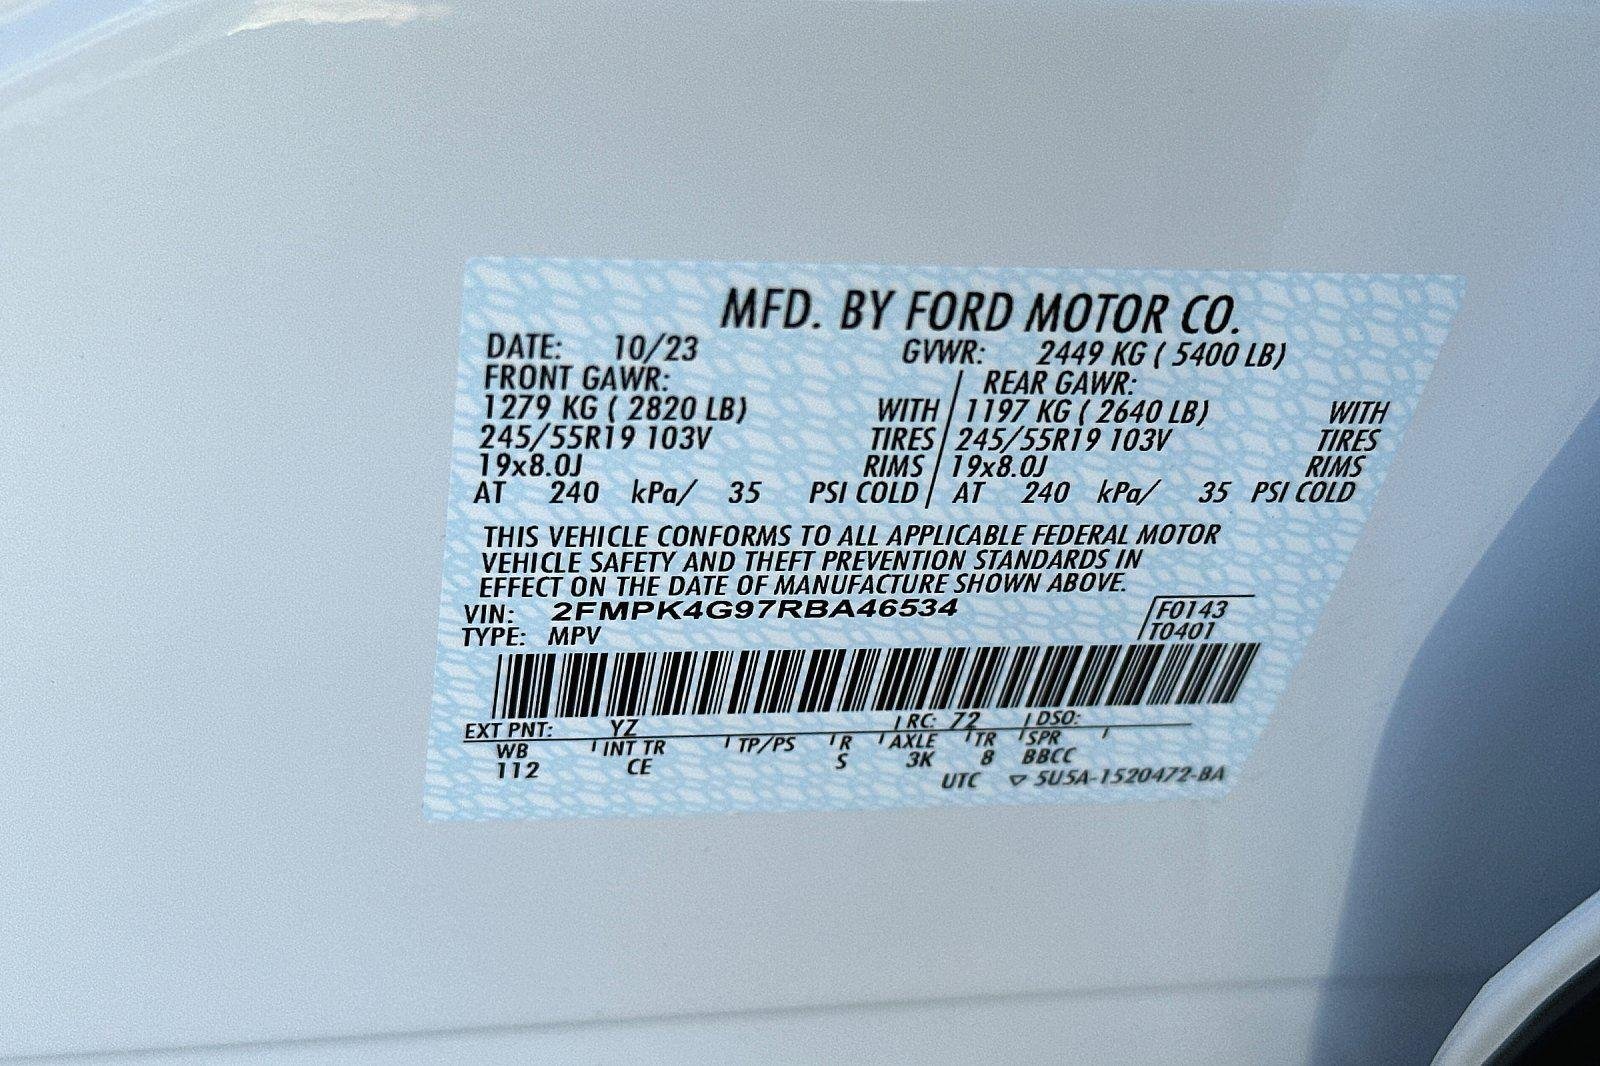 MFD. BY FORD MOTOR CO.
DATE: 10/23 GVWR: 2449 KG ( 5400 LB)
FRONT GAWR: / REAR GAWR:
1279 KG ( 2820 LB) WITH / 1197 KG ( 2640 LB) WITH
245/55R19 103V TIRES / 245/55R19 103V TIRES
19x8.0J RIMS / 19x8.0J RIMS
AT 240 kPa/ 35 PSI COLD / AT 240 kPa/ 35 PSI COLD
THIS VEHICLE CONFORMS TO ALL APPLICABLE FEDERAL MOTOR
VEHICLE SAFETY AND THEFT PREVENTION STANDARDS IN
EFFECT ON THE DATE OF MANUFACTURE SHOWN ABOVE.
VIN: 2FMPK4G97RBA46534 F0143
TYPE: MPV T0401
EXT PNT: YZ RC: 72 DSO:
WB INT TR TP/PS R AXLE TR SPR
112 CE S 3K 8 BBCC
UTC ▽ 5U5A-1520472-BA